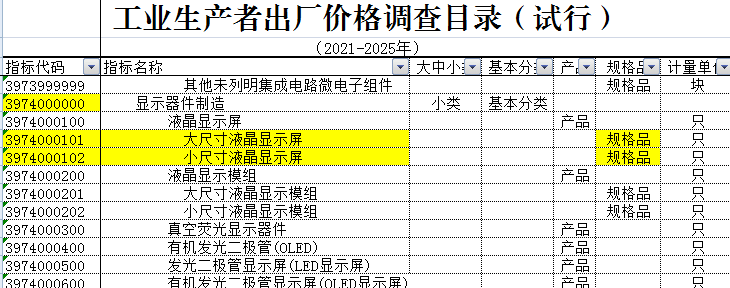 工业生产者出厂价格调查目录（试行）
（2021-2025年）
指标代码 指标名称 大中小 基本分 产品 规格品 计量单位
3973999999 其他未列明集成电路微电子组件 规格品 块
3974000000 显示器件制造 小类 基本分类
3974000100 液晶显示屏 产品 只
3974000101 大尺寸液晶显示屏 规格品 只
3974000102 小尺寸液晶显示屏 规格品 只
3974000200 液晶显示模组 产品 只
3974000201 大尺寸液晶显示模组 规格品 只
3974000202 小尺寸液晶显示模组 规格品 只
3974000300 真空荧光显示器件 产品 只
3974000400 有机发光二极管(OLED) 产品 只
3974000500 发光二极管显示屏(LED显示屏) 产品 只
3974000600 有机发光二极管显示屏(OLED显示屏) 产品 只